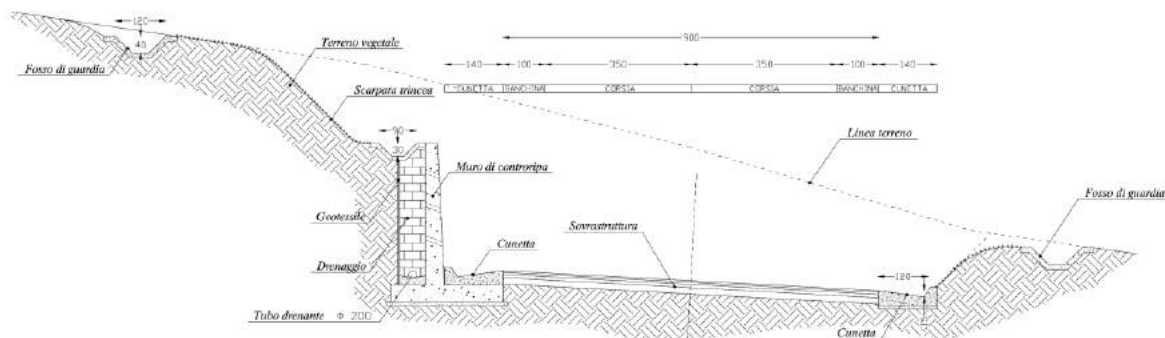 120
900
40
Terreno vegetale
140
100
350
350
100
140
Fosso di guardia
CUNETTA
BANCHINA
CORSIA
CORSIA
BANCHINA
CUNETTA
Scarpata trincea
90
Linea terreno
30
Muro di controripa
Fosso di guardia
Geotessile
Sovrastruttura
Cunetta
Drenaggio
120
Tubo drenante Φ 200
Cunetta